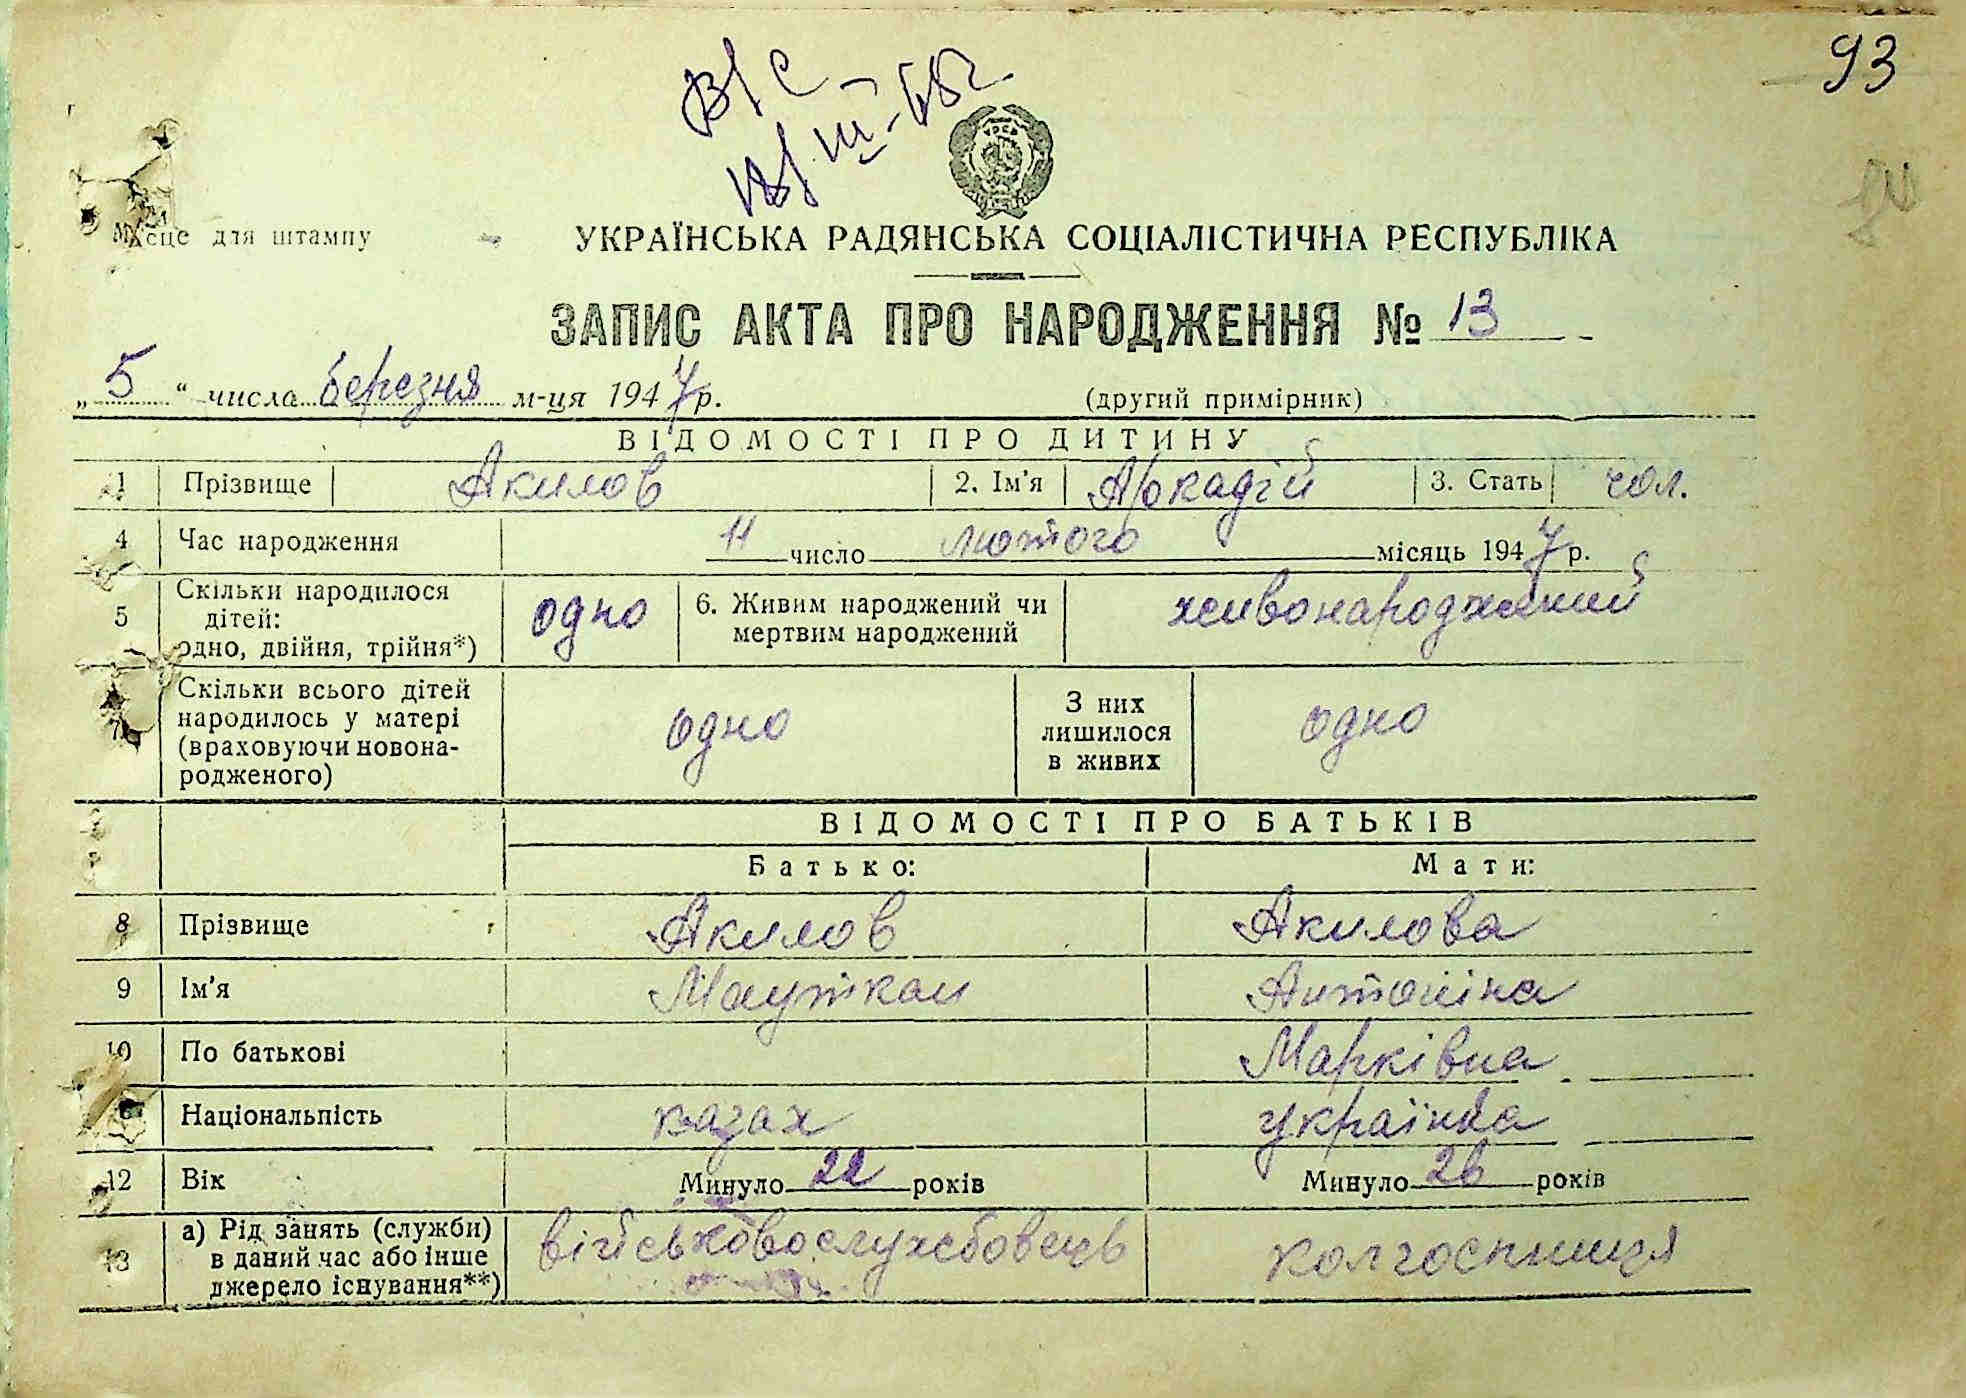 93
В/С
УРСР
Місце для штампу
УКРАЇНСЬКА РАДЯНСЬКА СОЦІАЛІСТИЧНА РЕСПУБЛІКА
ЗАПИС АКТА ПРО НАРОДЖЕННЯ № 13
„ 5 “ числа березня м-ця 1947 р. (другий примірник)
ВІДОМОСТІ ПРО ДИТИНУ
1 Прізвище Акилов 2. Ім'я Аркадій 3. Стать чол.
4 Час народження 11 число лютого місяць 1947 р.
Скільки народилося
5 дітей: одно 6. Живим народжений чи живонароджений
одно, двійня, трійня*) мертвим народжений
Скільки всього дітей З них
7 народилось у матері одно лишилося одно
(враховуючи новона- в живих
родженого)
ВІДОМОСТІ ПРО БАТЬКІВ
Батько: Мати:
8 Прізвище Акилов Акилова
9 Ім'я Антоніна
10 По батькові Марківна
Національність казах українка
12 Вік Минуло 22 років Минуло 26 років
а) Рід занять (служби)
13 в даний час або інше військовослужбовець колгоспниця
джерело існування**)